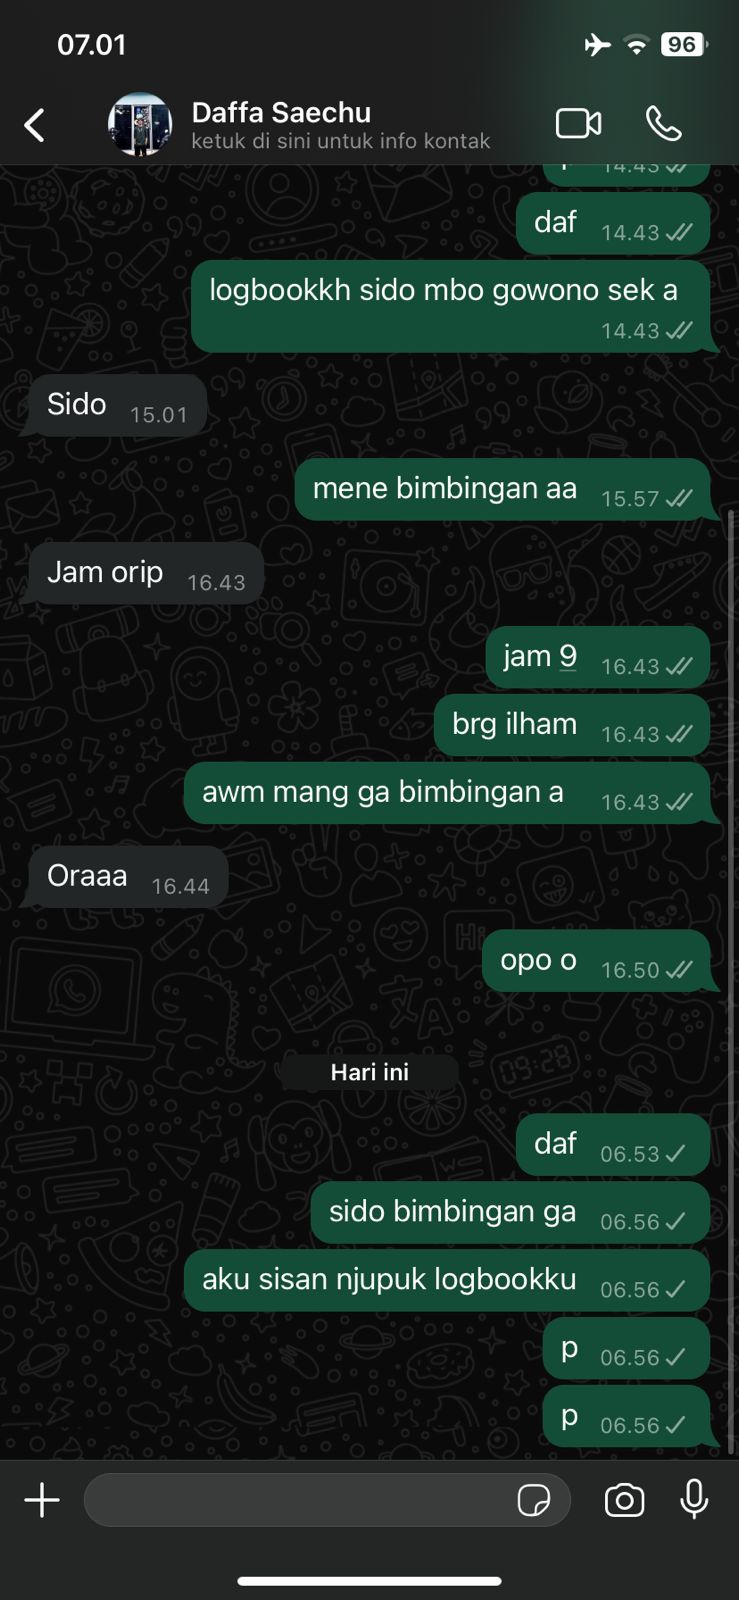 07.01
96
Daffa Saechu
ketuk di sini untuk info kontak
14.43
daf 14.43
logbookkh sido mbo gowono sek a
14.43
Sido 15.01
mene bimbingan aa 15.57
Jam orip 16.43
jam 9 16.43
brg ilham 16.43
awm mang ga bimbingan a 16.43
Oraaa 16.44
opo o 16.50
Hari ini
daf 06.53
sido bimbingan ga 06.56
aku sisan njupuk logbookku 06.56
p 06.56
p 06.56